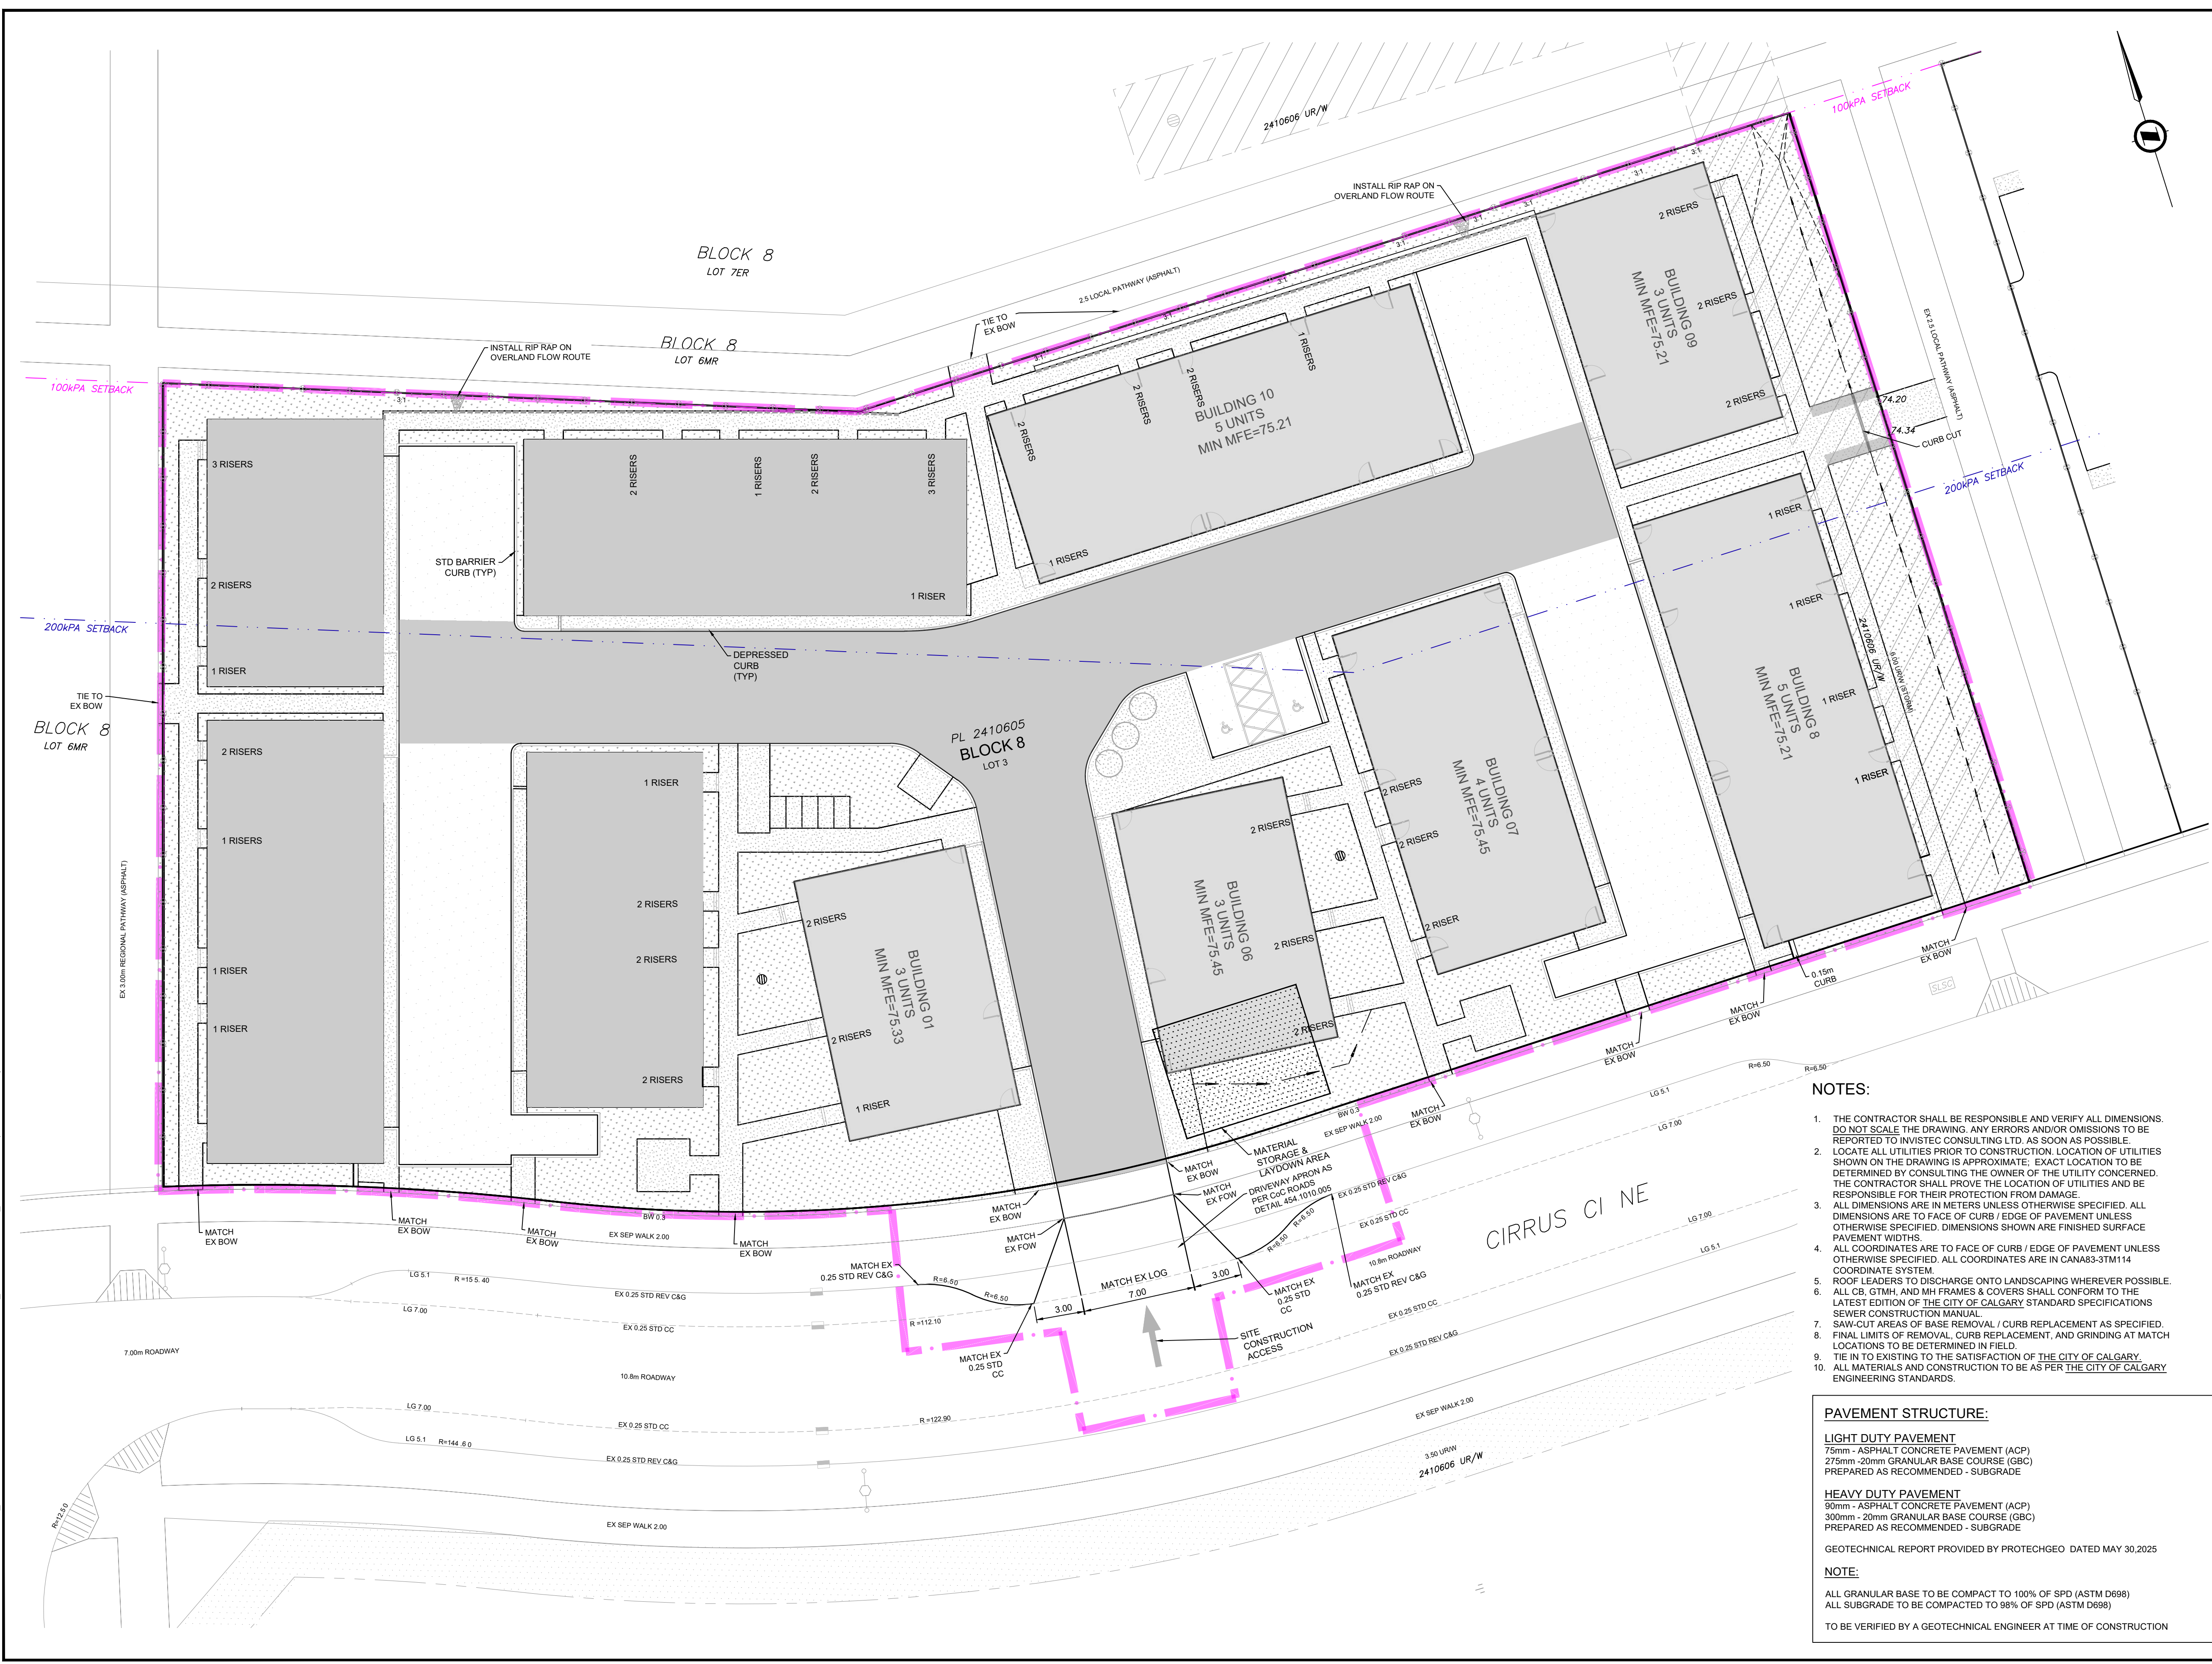 100kPA SETBACK
2410606 UR/W
INSTALL RIP RAP ON
OVERLAND FLOW ROUTE
3:1
3:1
3:1
3:1
3:1
3:1
3:1
3:1
3:1
3:1
BLOCK 8
LOT 7ER
2.5 LOCAL PATHWAY (ASPHALT)
TIE TO
EX BOW
INSTALL RIP RAP ON
OVERLAND FLOW ROUTE
BLOCK 8
LOT 6MR
100kPA SETBACK
2 RISERS
2 RISERS
2 RISERS
BUILDING 09
3 UNITS
MIN MFE=75.21
EX 2.5 LOCAL PATHWAY (ASPHALT)
74.20
74.34
CURB CUT
200kPA SETBACK
2 RISERS
2 RISERS
2 RISERS
1 RISERS
BUILDING 10
5 UNITS
MIN MFE=75.21
1 RISERS
3 RISERS
2 RISERS
1 RISER
2 RISERS
1 RISERS
2 RISERS
3 RISERS
1 RISER
STD BARRIER
CURB (TYP)
200kPA SETBACK
DEPRESSED
CURB
(TYP)
TIE TO
EX BOW
BLOCK 8
LOT 6MR
EX 3.00m REGIONAL PATHWAY (ASPHALT)
PL 2410605
BLOCK 8
LOT 3
1 RISER
1 RISER
1 RISER
1 RISER
2410606 UR/W
6.00 UR/W (STORM)
BUILDING 8
5 UNITS
MIN MFE=75.21
2 RISERS
1 RISERS
1 RISER
1 RISER
1 RISER
2 RISERS
2 RISERS
2 RISERS
2 RISERS
2 RISERS
1 RISER
BUILDING 01
3 UNITS
MIN MFE=75.33
2 RISERS
2 RISERS
2 RISERS
BUILDING 06
3 UNITS
MIN MFE=75.45
2 RISERS
2 RISERS
2 RISER
BUILDING 07
4 UNITS
MIN MFE=75.45
MATCH
EX BOW
0.15m
CURB
MATCH
EX BOW
MATCH
EX BOW
MATCH
EX BOW
SLSC
R=6.50
R=6.50
LG 5.1
LG 7.00
BW 0.3
EX SEP WALK 2.00
MATERIAL
STORAGE &
LAYDOWN AREA
MATCH
EX BOW
MATCH
EX FOW
DRIVEWAY APRON AS
PER CoC ROADS
DETAIL 454.1010.005
EX 0.25 STD REV C&G
R=6.50
R=6.50
EX 0.25 STD CC
10.8m ROADWAY
CIRRUS CI NE
LG 7.00
LG 5.1
MATCH
EX BOW
MATCH
EX BOW
MATCH
EX BOW
BW 0.3
EX SEP WALK 2.00
MATCH
EX BOW
MATCH
EX BOW
MATCH
EX FOW
MATCH EX
0.25 STD REV C&G
R=6.50
R=6.50
MATCH EX LOG
3.00
7.00
3.00
MATCH EX
0.25 STD
CC
MATCH EX
0.25 STD REV C&G
LG 5.1
R =15 5. 40
EX 0.25 STD REV C&G
LG 7.00
EX 0.25 STD CC
R =112.10
7.00m ROADWAY
10.8m ROADWAY
MATCH EX
0.25 STD
CC
SITE
CONSTRUCTION
ACCESS
EX 0.25 STD CC
EX 0.25 STD REV C&G
LG 7.00
EX 0.25 STD CC
R =122.90
LG 5.1
R=144 .6 0
EX 0.25 STD REV C&G
EX SEP WALK 2.00
3.50 UR/W
2410606 UR/W
R=12.5 0
EX SEP WALK 2.00
NOTES:
1. THE CONTRACTOR SHALL BE RESPONSIBLE AND VERIFY ALL DIMENSIONS.
DO NOT SCALE THE DRAWING. ANY ERRORS AND/OR OMISSIONS TO BE
REPORTED TO INVISTEC CONSULTING LTD. AS SOON AS POSSIBLE.
2. LOCATE ALL UTILITIES PRIOR TO CONSTRUCTION. LOCATION OF UTILITIES
SHOWN ON THE DRAWING IS APPROXIMATE; EXACT LOCATION TO BE
DETERMINED BY CONSULTING THE OWNER OF THE UTILITY CONCERNED.
THE CONTRACTOR SHALL PROVE THE LOCATION OF UTILITIES AND BE
RESPONSIBLE FOR THEIR PROTECTION FROM DAMAGE.
3. ALL DIMENSIONS ARE IN METERS UNLESS OTHERWISE SPECIFIED. ALL
DIMENSIONS ARE TO FACE OF CURB / EDGE OF PAVEMENT UNLESS
OTHERWISE SPECIFIED. DIMENSIONS SHOWN ARE FINISHED SURFACE
PAVEMENT WIDTHS.
4. ALL COORDINATES ARE TO FACE OF CURB / EDGE OF PAVEMENT UNLESS
OTHERWISE SPECIFIED. ALL COORDINATES ARE IN CANA83-3TM114
COORDINATE SYSTEM.
5. ROOF LEADERS TO DISCHARGE ONTO LANDSCAPING WHEREVER POSSIBLE.
6. ALL CB, GTMH, AND MH FRAMES & COVERS SHALL CONFORM TO THE
LATEST EDITION OF THE CITY OF CALGARY STANDARD SPECIFICATIONS
SEWER CONSTRUCTION MANUAL.
7. SAW-CUT AREAS OF BASE REMOVAL / CURB REPLACEMENT AS SPECIFIED.
8. FINAL LIMITS OF REMOVAL, CURB REPLACEMENT, AND GRINDING AT MATCH
LOCATIONS TO BE DETERMINED IN FIELD.
9. TIE IN TO EXISTING TO THE SATISFACTION OF THE CITY OF CALGARY.
10. ALL MATERIALS AND CONSTRUCTION TO BE AS PER THE CITY OF CALGARY
ENGINEERING STANDARDS.
PAVEMENT STRUCTURE:
LIGHT DUTY PAVEMENT
75mm - ASPHALT CONCRETE PAVEMENT (ACP)
275mm -20mm GRANULAR BASE COURSE (GBC)
PREPARED AS RECOMMENDED - SUBGRADE
HEAVY DUTY PAVEMENT
90mm - ASPHALT CONCRETE PAVEMENT (ACP)
300mm - 20mm GRANULAR BASE COURSE (GBC)
PREPARED AS RECOMMENDED - SUBGRADE
GEOTECHNICAL REPORT PROVIDED BY PROTECHGEO DATED MAY 30,2025
NOTE:
ALL GRANULAR BASE TO BE COMPACT TO 100% OF SPD (ASTM D698)
ALL SUBGRADE TO BE COMPACTED TO 98% OF SPD (ASTM D698)
TO BE VERIFIED BY A GEOTECHNICAL ENGINEER AT TIME OF CONSTRUCTION